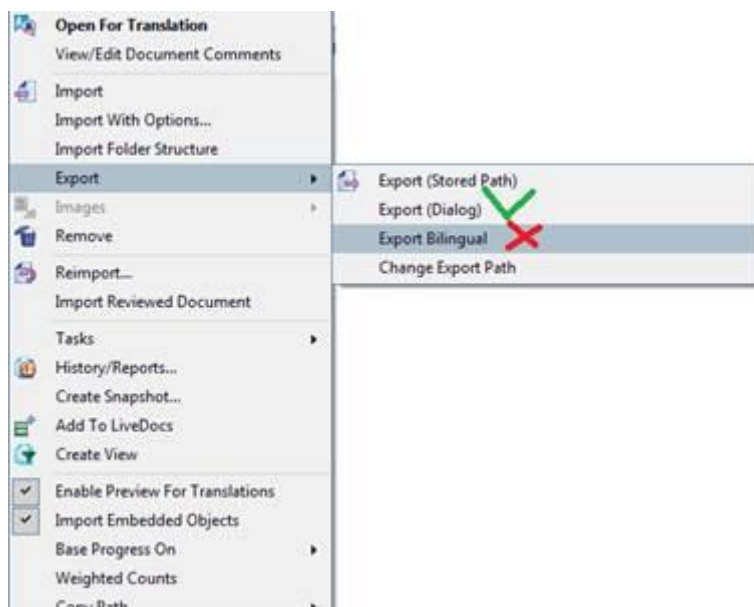 Open For Translation
View/Edit Document Comments
Import
Import With Options...
Import Folder Structure
Export
Images
Remove
Reimport...
Import Reviewed Document
Tasks
History/Reports...
Create Snapshot...
Add To LiveDocs
Create View
Enable Preview For Translations
Import Embedded Objects
Base Progress On
Weighted Counts
Copy Path
Export (Stored Path)
Export (Dialog)
Export Bilingual
Change Export Path